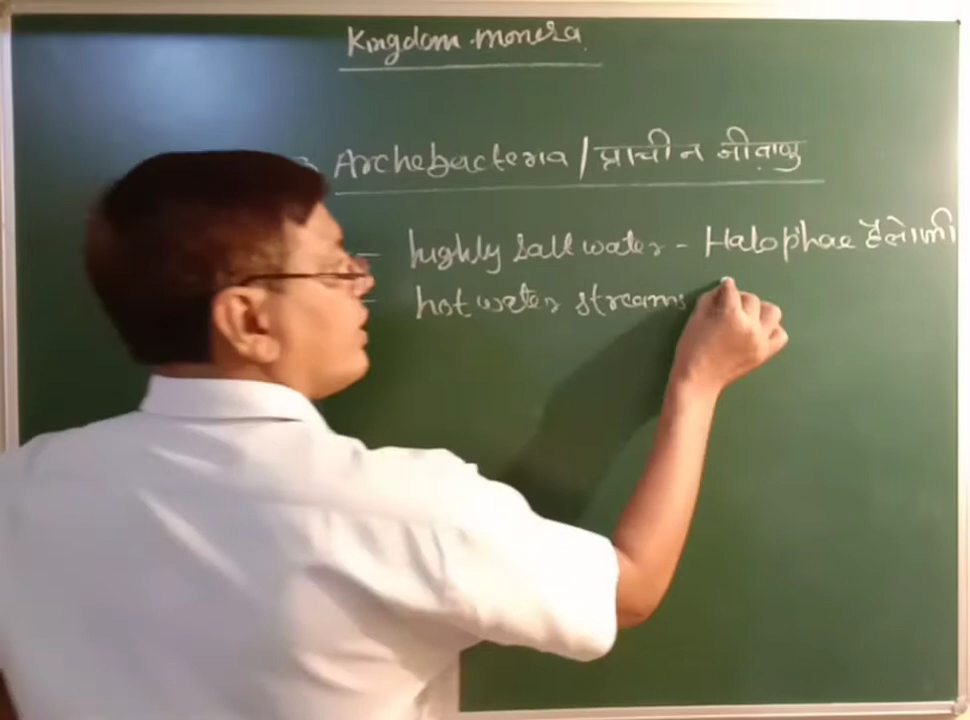 Kingdom monera
Archebacteria / प्राचीन जीवाणु
– highly salt water – Halophae हैलोफी
– hot water streams